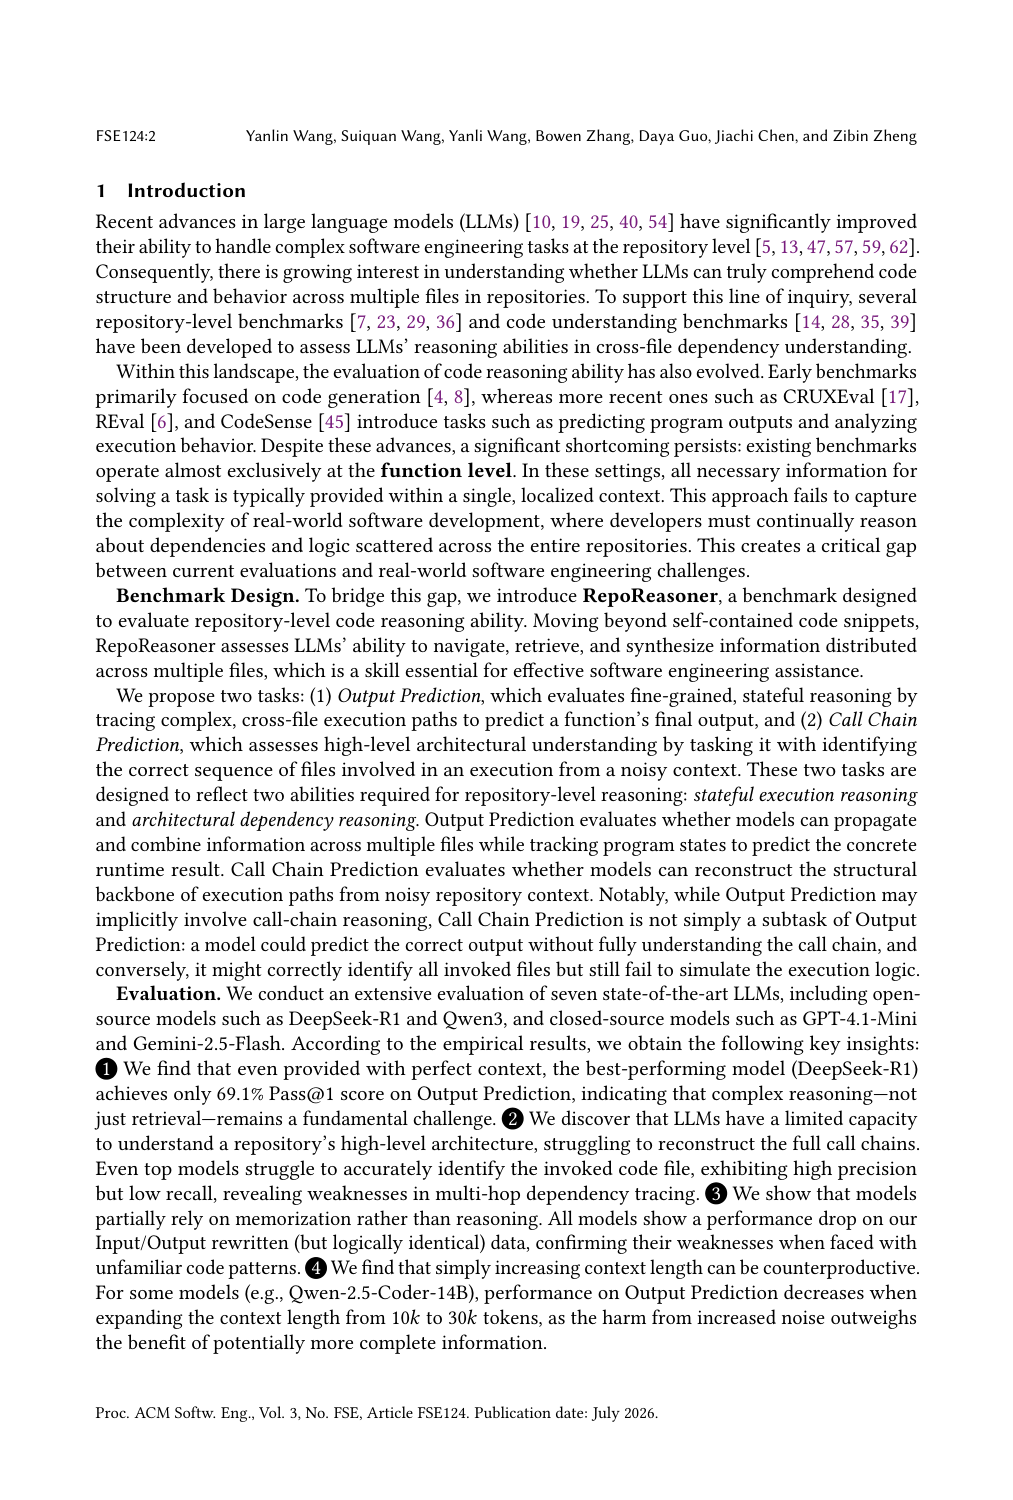 FSE124:2 Yanlin Wang, Suiquan Wang, Yanli Wang, Bowen Zhang, Daya Guo, Jiachi Chen, and Zibin Zheng
1 Introduction
Recent advances in large language models (LLMs) [10, 19, 25, 40, 54] have significantly improved
their ability to handle complex software engineering tasks at the repository level [5, 13, 47, 57, 59, 62].
Consequently, there is growing interest in understanding whether LLMs can truly comprehend code
structure and behavior across multiple files in repositories. To support this line of inquiry, several
repository-level benchmarks [7, 23, 29, 36] and code understanding benchmarks [14, 28, 35, 39]
have been developed to assess LLMs’ reasoning abilities in cross-file dependency understanding.
Within this landscape, the evaluation of code reasoning ability has also evolved. Early benchmarks
primarily focused on code generation [4, 8], whereas more recent ones such as CRUXEval [17],
REval [6], and CodeSense [45] introduce tasks such as predicting program outputs and analyzing
execution behavior. Despite these advances, a significant shortcoming persists: existing benchmarks
operate almost exclusively at the function level. In these settings, all necessary information for
solving a task is typically provided within a single, localized context. This approach fails to capture
the complexity of real-world software development, where developers must continually reason
about dependencies and logic scattered across the entire repositories. This creates a critical gap
between current evaluations and real-world software engineering challenges.
Benchmark Design. To bridge this gap, we introduce RepoReasoner, a benchmark designed
to evaluate repository-level code reasoning ability. Moving beyond self-contained code snippets,
RepoReasoner assesses LLMs’ ability to navigate, retrieve, and synthesize information distributed
across multiple files, which is a skill essential for effective software engineering assistance.
We propose two tasks: (1) Output Prediction, which evaluates fine-grained, stateful reasoning by
tracing complex, cross-file execution paths to predict a function’s final output, and (2) Call Chain
Prediction, which assesses high-level architectural understanding by tasking it with identifying
the correct sequence of files involved in an execution from a noisy context. These two tasks are
designed to reflect two abilities required for repository-level reasoning: stateful execution reasoning
and architectural dependency reasoning. Output Prediction evaluates whether models can propagate
and combine information across multiple files while tracking program states to predict the concrete
runtime result. Call Chain Prediction evaluates whether models can reconstruct the structural
backbone of execution paths from noisy repository context. Notably, while Output Prediction may
implicitly involve call-chain reasoning, Call Chain Prediction is not simply a subtask of Output
Prediction: a model could predict the correct output without fully understanding the call chain, and
conversely, it might correctly identify all invoked files but still fail to simulate the execution logic.
Evaluation. We conduct an extensive evaluation of seven state-of-the-art LLMs, including open-
source models such as DeepSeek-R1 and Qwen3, and closed-source models such as GPT-4.1-Mini
and Gemini-2.5-Flash. According to the empirical results, we obtain the following key insights:
❶ We find that even provided with perfect context, the best-performing model (DeepSeek-R1)
achieves only 69.1% Pass@1 score on Output Prediction, indicating that complex reasoning—not
just retrieval—remains a fundamental challenge. ❷ We discover that LLMs have a limited capacity
to understand a repository’s high-level architecture, struggling to reconstruct the full call chains.
Even top models struggle to accurately identify the invoked code file, exhibiting high precision
but low recall, revealing weaknesses in multi-hop dependency tracing. ❸ We show that models
partially rely on memorization rather than reasoning. All models show a performance drop on our
Input/Output rewritten (but logically identical) data, confirming their weaknesses when faced with
unfamiliar code patterns. ❹ We find that simply increasing context length can be counterproductive.
For some models (e.g., Qwen-2.5-Coder-14B), performance on Output Prediction decreases when
expanding the context length from 10k to 30k tokens, as the harm from increased noise outweighs
the benefit of potentially more complete information.
Proc. ACM Softw. Eng., Vol. 3, No. FSE, Article FSE124. Publication date: July 2026.